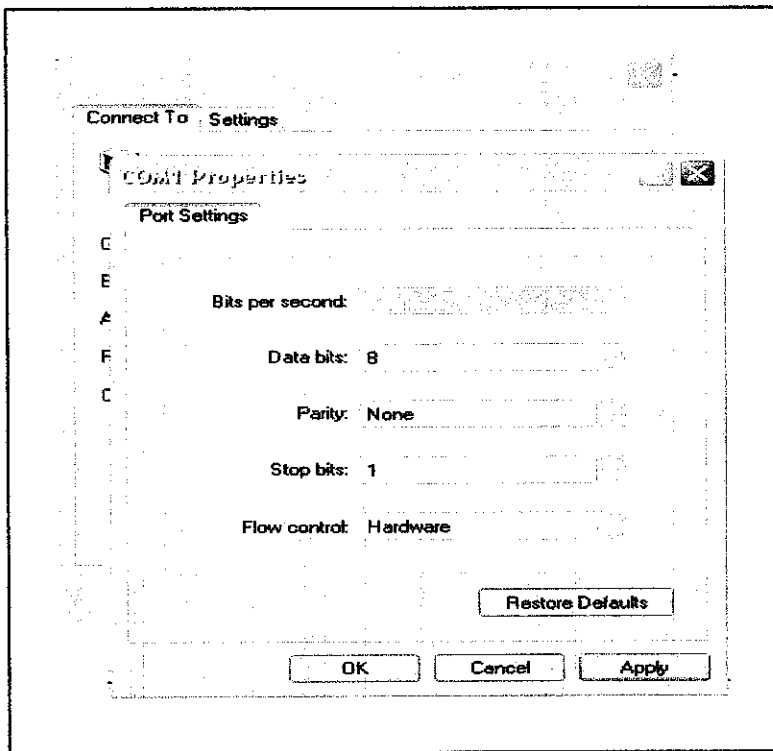 Connect To Settings
COM1 Properties
Port Settings
Bits per second:
Data bits: 8
Parity: None
Stop bits: 1
Flow control: Hardware
Restore Defaults
OK Cancel Apply